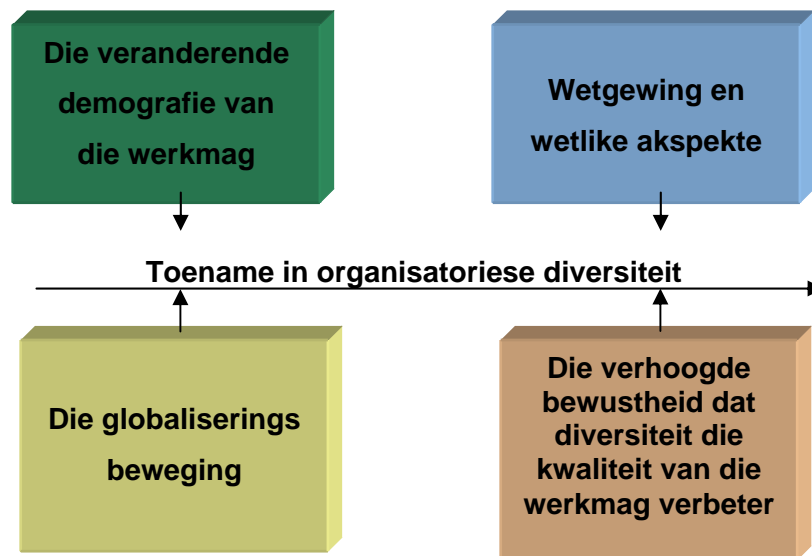 Die veranderende
demografie van
die werkmag
Wetgewing en
wetlike akspekte
Toename in organisatoriese diversiteit
Die globaliserings
beweging
Die verhoogde
bewustheid dat
diversiteit die
kwaliteit van die
werkmag verbeter